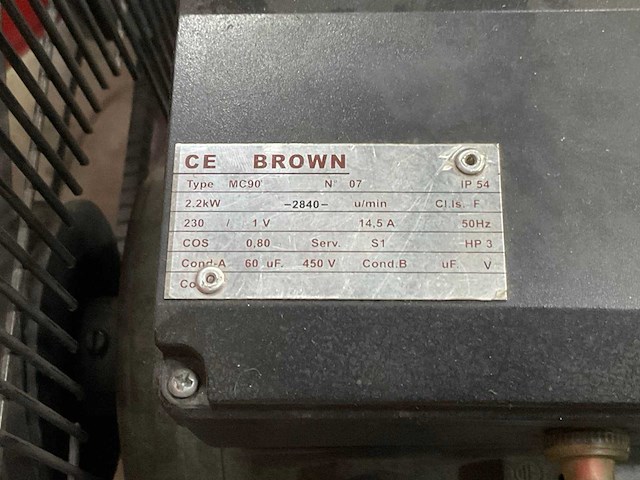 CE BROWN
Type MC90 N° 07 IP 54
2.2kW -2840- u/min Cl.Is. F
230 / 1 V 14,5 A 50Hz
COS 0,80 Serv. S1 HP 3
Cond.A 60 uF. 450 V Cond.B uF. V